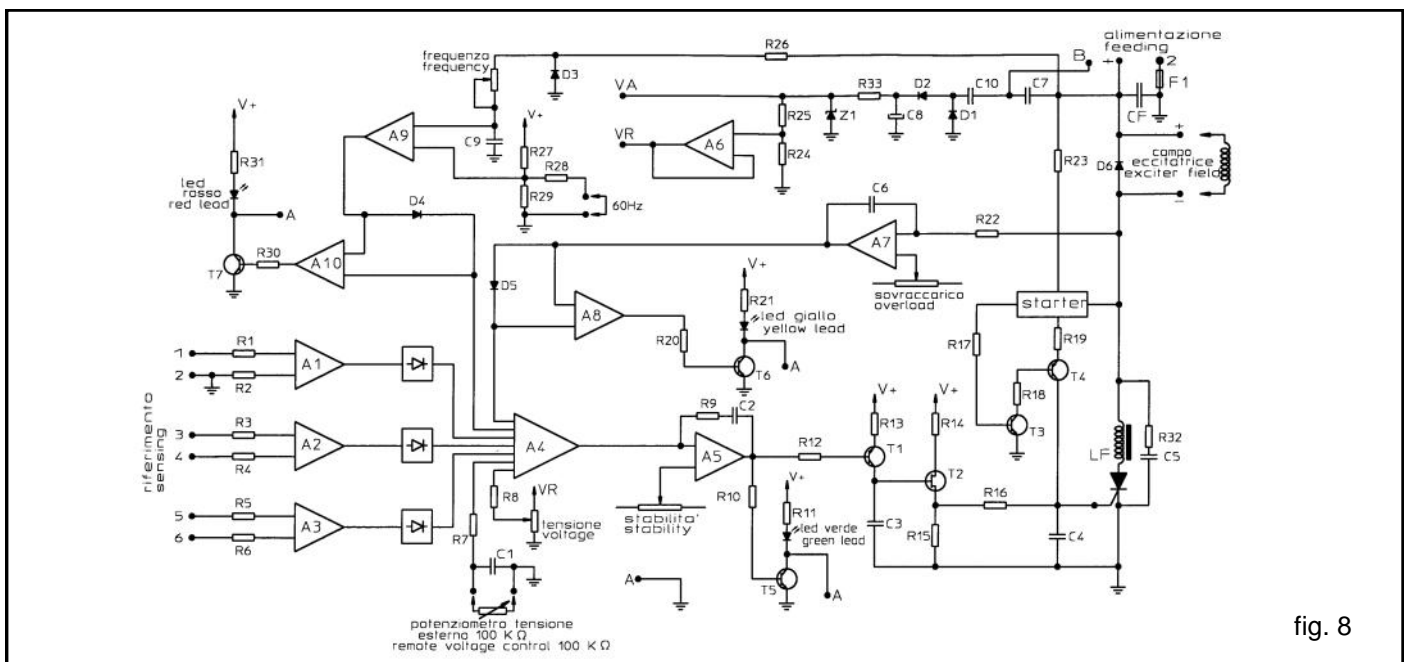 alimentazione
feeding
+
2
B
F1
CF
frequenza
frequency
R26
D3
VA
R33
D2
C10
C7
Z1
C8
D1
R25
VR
A6
R24
V+
A9
C9
V+
R27
R28
R29
60Hz
R31
led
rosso
red lead
A
D4
R23
D6
+
campo
eccitatrice
exciter field
-
C6
R22
A7
sovraccarica
overload
T7
R30
A10
D5
A8
V+
R21
led giallo
yellow lead
R20
T6
A
starter
R17
R19
T4
R18
T3
riferimento
sensing
1
R1
2
R2
A1
3
R3
4
R4
A2
5
R5
6
R6
A3
A4
R9
C2
A5
R12
V+
R13
T1
V+
R14
T2
R16
LF
R32
C5
R8
VR
tensione
voltage
stabilita'
stability
R10
V+
R11
led verde
green lead
C3
R15
C4
R7
C1
A
T5
A
potenziometro tensione
esterno 100 KΩ
remote voltage control 100 KΩ
fig. 8